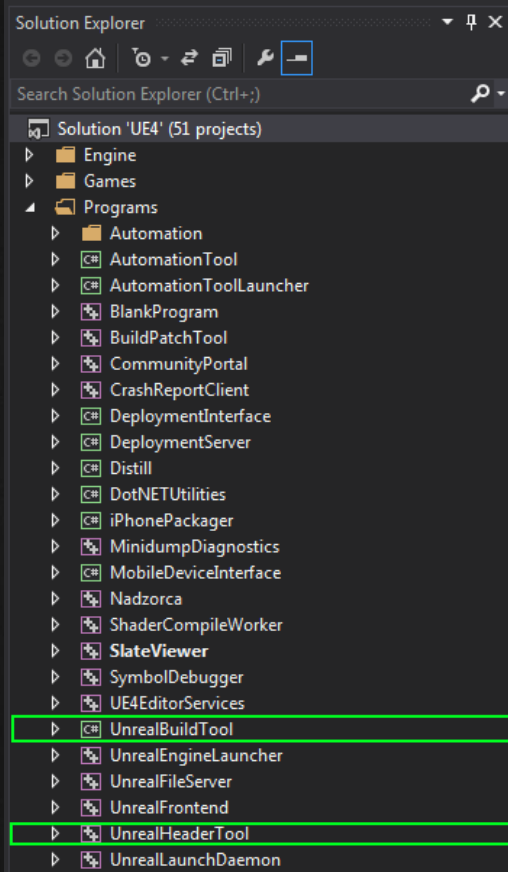 Solution Explorer
Search Solution Explorer (Ctrl+;)
Solution 'UE4' (51 projects)
Engine
Games
Programs
Automation
C# AutomationTool
C# AutomationToolLauncher
BlankProgram
BuildPatchTool
CommunityPortal
CrashReportClient
C# DeploymentInterface
C# DeploymentServer
C# Distill
C# DotNETUtilities
C# iPhonePackager
MinidumpDiagnostics
C# MobileDeviceInterface
Nadzorca
ShaderCompileWorker
SlateViewer
SymbolDebugger
UE4EditorServices
C# UnrealBuildTool
UnrealEngineLauncher
UnrealFileServer
UnrealFrontend
UnrealHeaderTool
UnrealLaunchDaemon